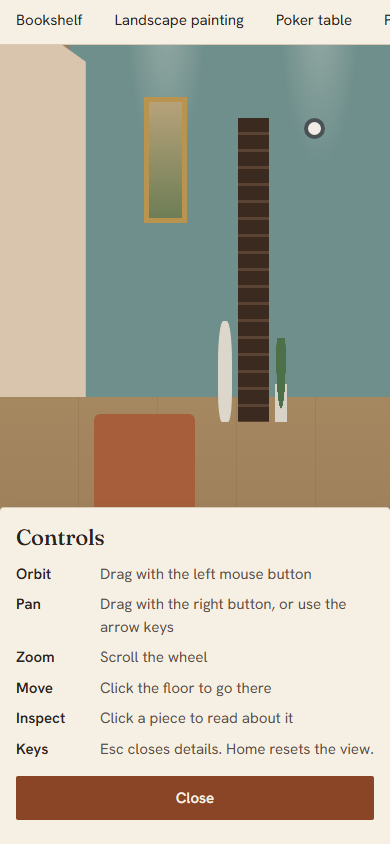 Bookshelf Landscape painting Poker table
Controls
Orbit Drag with the left mouse button
Pan Drag with the right button, or use the
arrow keys
Zoom Scroll the wheel
Move Click the floor to go there
Inspect Click a piece to read about it
Keys Esc closes details. Home resets the view.
Close